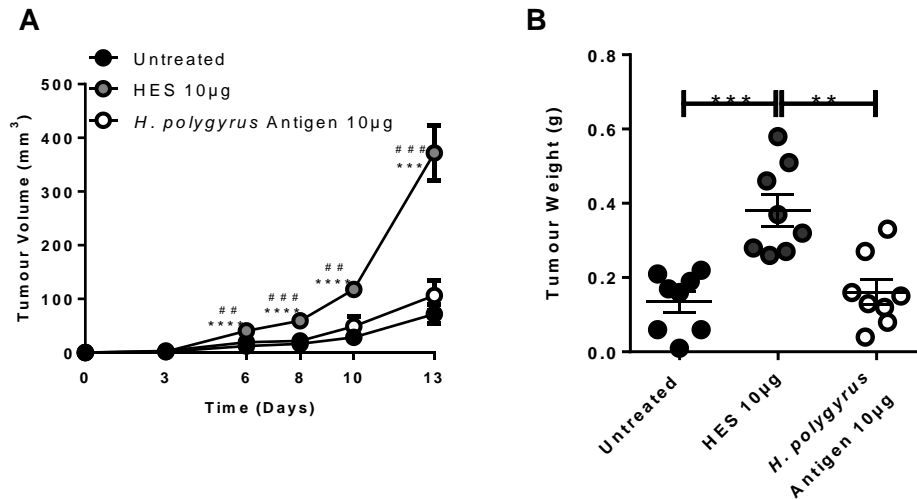 A
Untreated
HES 10µg
H. polygyrus Antigen 10µg
Tumour Volume (mm³)
500
400
300
200
100
0
# #
****
# # #
****
# #
****
# # #
***
0 3 6 8 10 13
Time (Days)
B
Tumour Weight (g)
0.8
0.6
0.4
0.2
0.0
*** **
Untreated
HES 10µg
H. polygyrus
Antigen 10µg